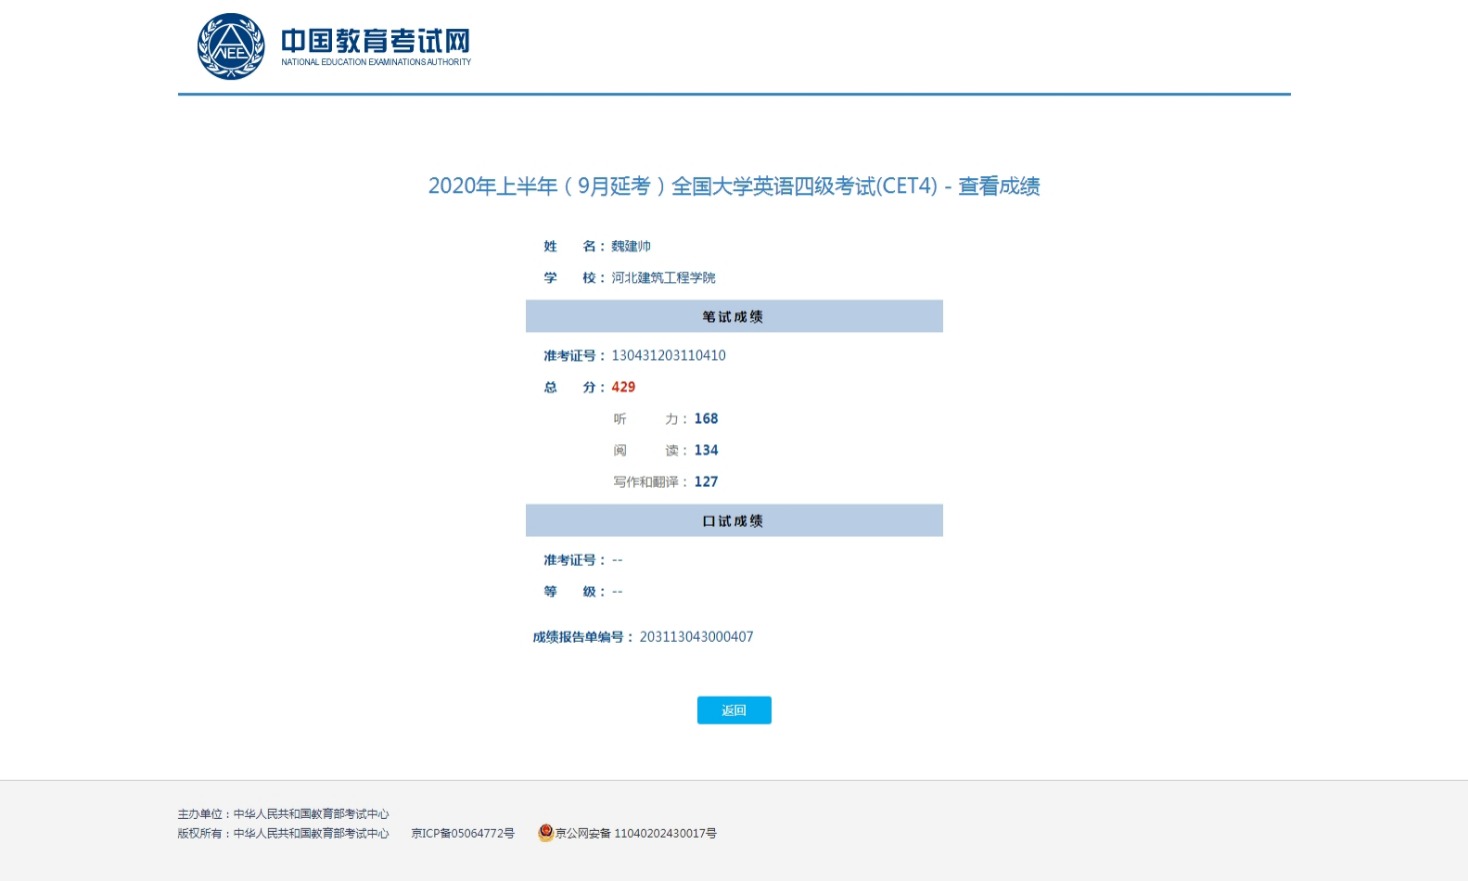 NEE
中国教育考试网
NATIONAL EDUCATION EXAMINATIONS AUTHORITY
2020年上半年（9月延考）全国大学英语四级考试(CET4) - 查看成绩
姓 名：魏建帅
学 校：河北建筑工程学院
笔试成绩
准考证号：130431203110410
总 分：429
听 力：168
阅 读：134
写作和翻译：127
口试成绩
准考证号：--
等 级：--
成绩报告单编号：203113043000407
返回
主办单位：中华人民共和国教育部考试中心
版权所有：中华人民共和国教育部考试中心 京ICP备05064772号 京公网安备 11040202430017号